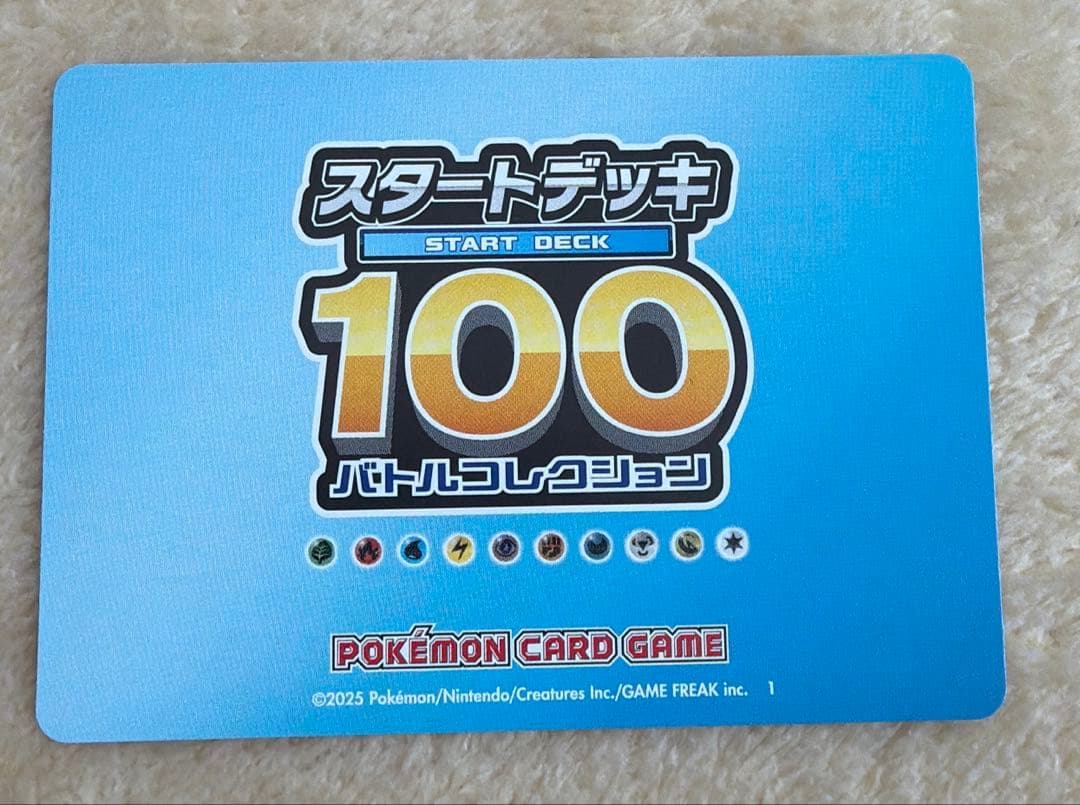 スタートデッキ
START DECK
100
バトルコレクション
POKÉMON CARD GAME
©2025 Pokémon/Nintendo/Creatures Inc./GAME FREAK inc. 1